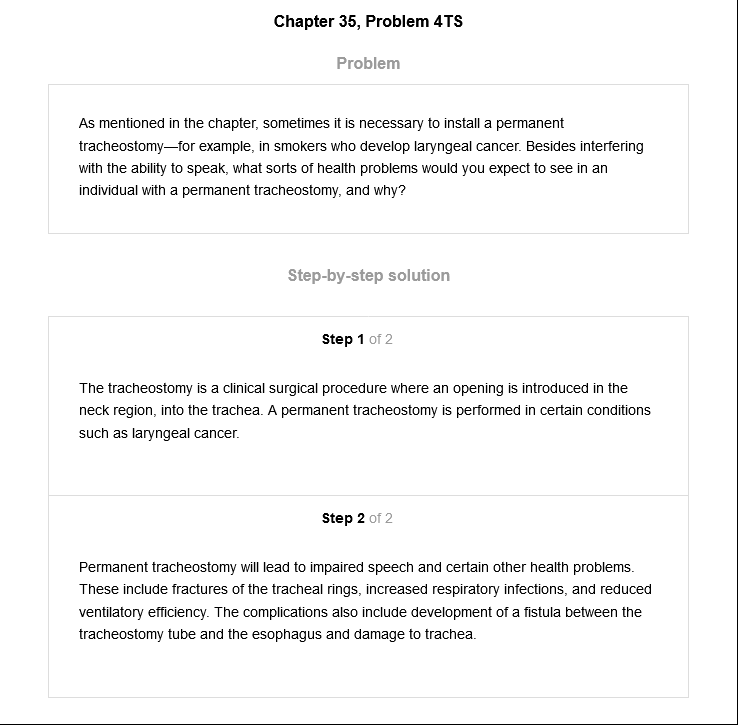 Chapter 35, Problem 4TS
Problem
As mentioned in the chapter, sometimes it is necessary to install a permanent
tracheostomy—for example, in smokers who develop laryngeal cancer. Besides interfering
with the ability to speak, what sorts of health problems would you expect to see in an
individual with a permanent tracheostomy, and why?
Step-by-step solution
Step 1 of 2
The tracheostomy is a clinical surgical procedure where an opening is introduced in the
neck region, into the trachea. A permanent tracheostomy is performed in certain conditions
such as laryngeal cancer.
Step 2 of 2
Permanent tracheostomy will lead to impaired speech and certain other health problems.
These include fractures of the tracheal rings, increased respiratory infections, and reduced
ventilatory efficiency. The complications also include development of a fistula between the
tracheostomy tube and the esophagus and damage to trachea.